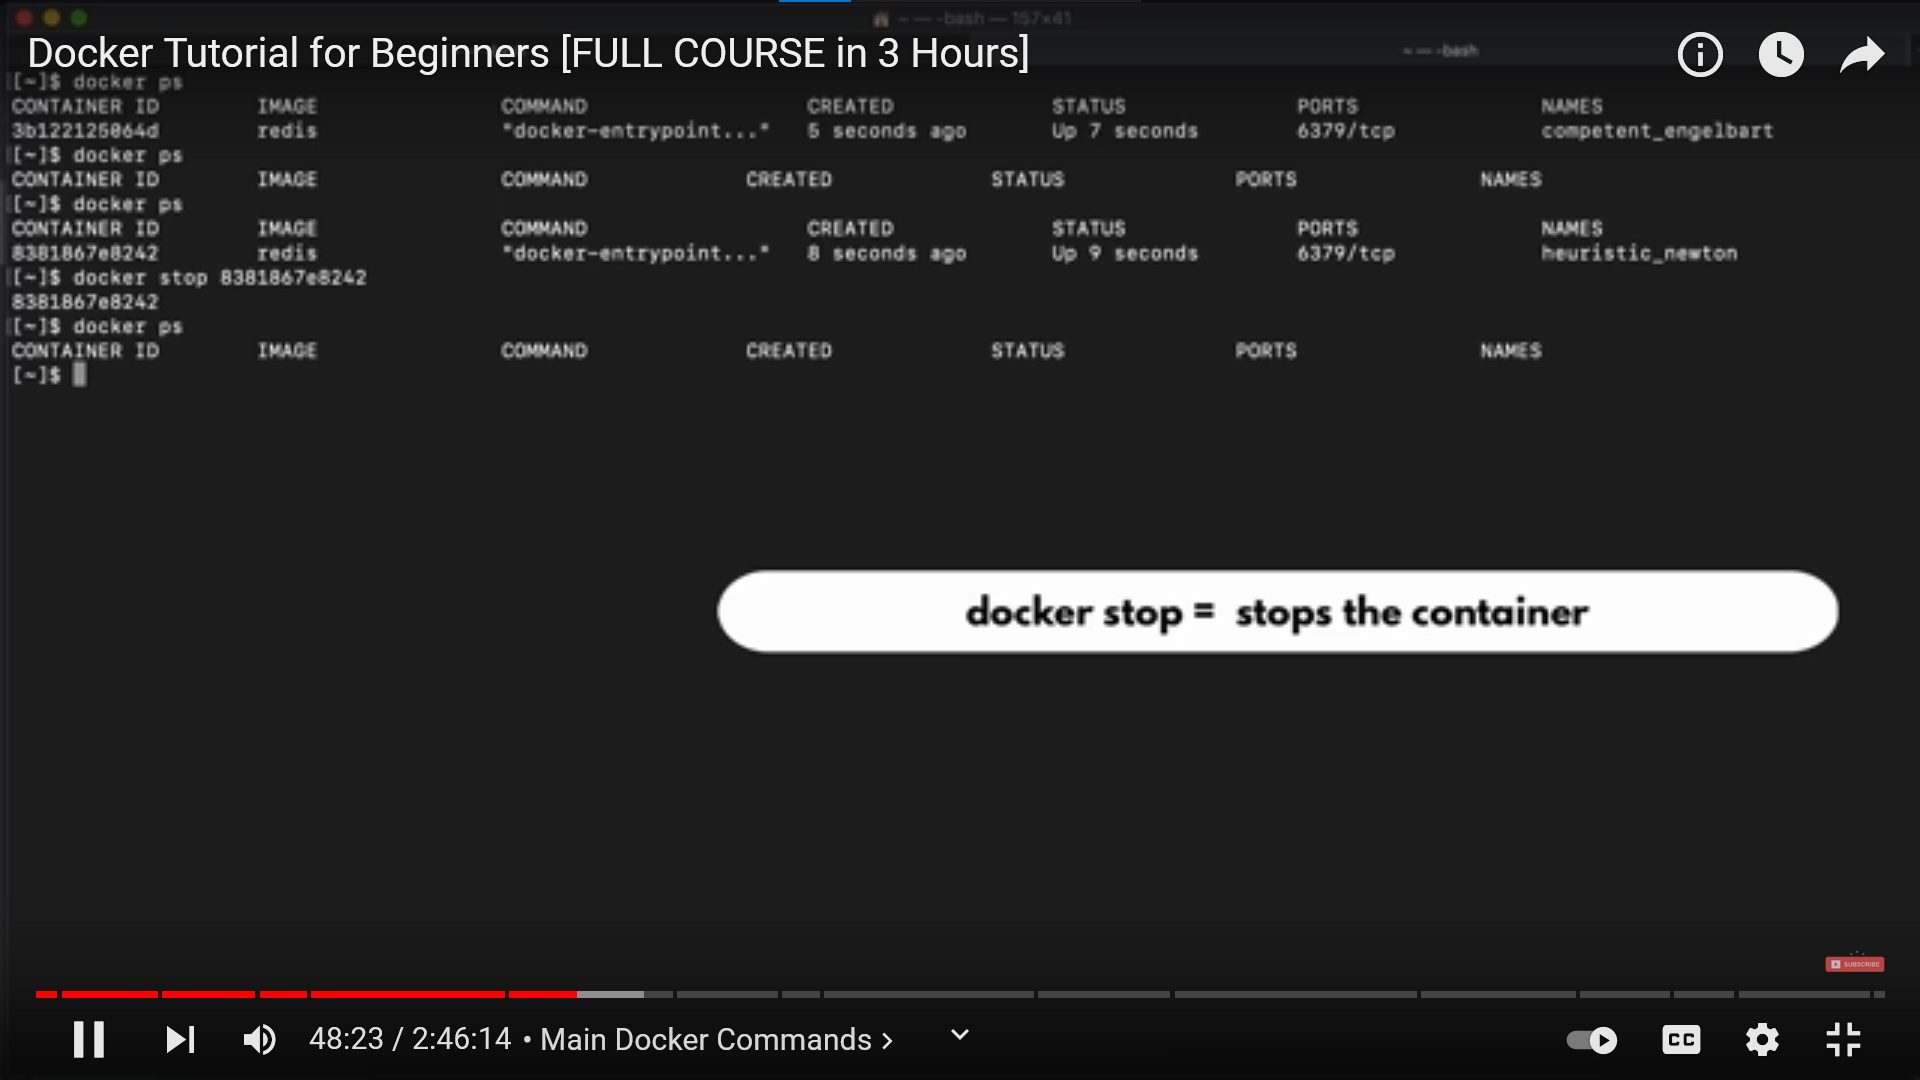 ~ — -bash — 157×41
Docker Tutorial for Beginners [FULL COURSE in 3 Hours]
~ — -bash
[~]$ docker ps
CONTAINER ID IMAGE COMMAND CREATED STATUS PORTS NAMES
3b122125064d redis "docker-entrypoint..." 5 seconds ago Up 7 seconds 6379/tcp competent_engelbart
[~]$ docker ps
CONTAINER ID IMAGE COMMAND CREATED STATUS PORTS NAMES
[~]$ docker ps
CONTAINER ID IMAGE COMMAND CREATED STATUS PORTS NAMES
8381867e8242 redis "docker-entrypoint..." 8 seconds ago Up 9 seconds 6379/tcp heuristic_newton
[~]$ docker stop 8381867e8242
8381867e8242
[~]$ docker ps
CONTAINER ID IMAGE COMMAND CREATED STATUS PORTS NAMES
[~]$
docker stop = stops the container
SUBSCRIBE
48:23 / 2:46:14 • Main Docker Commands >
CC